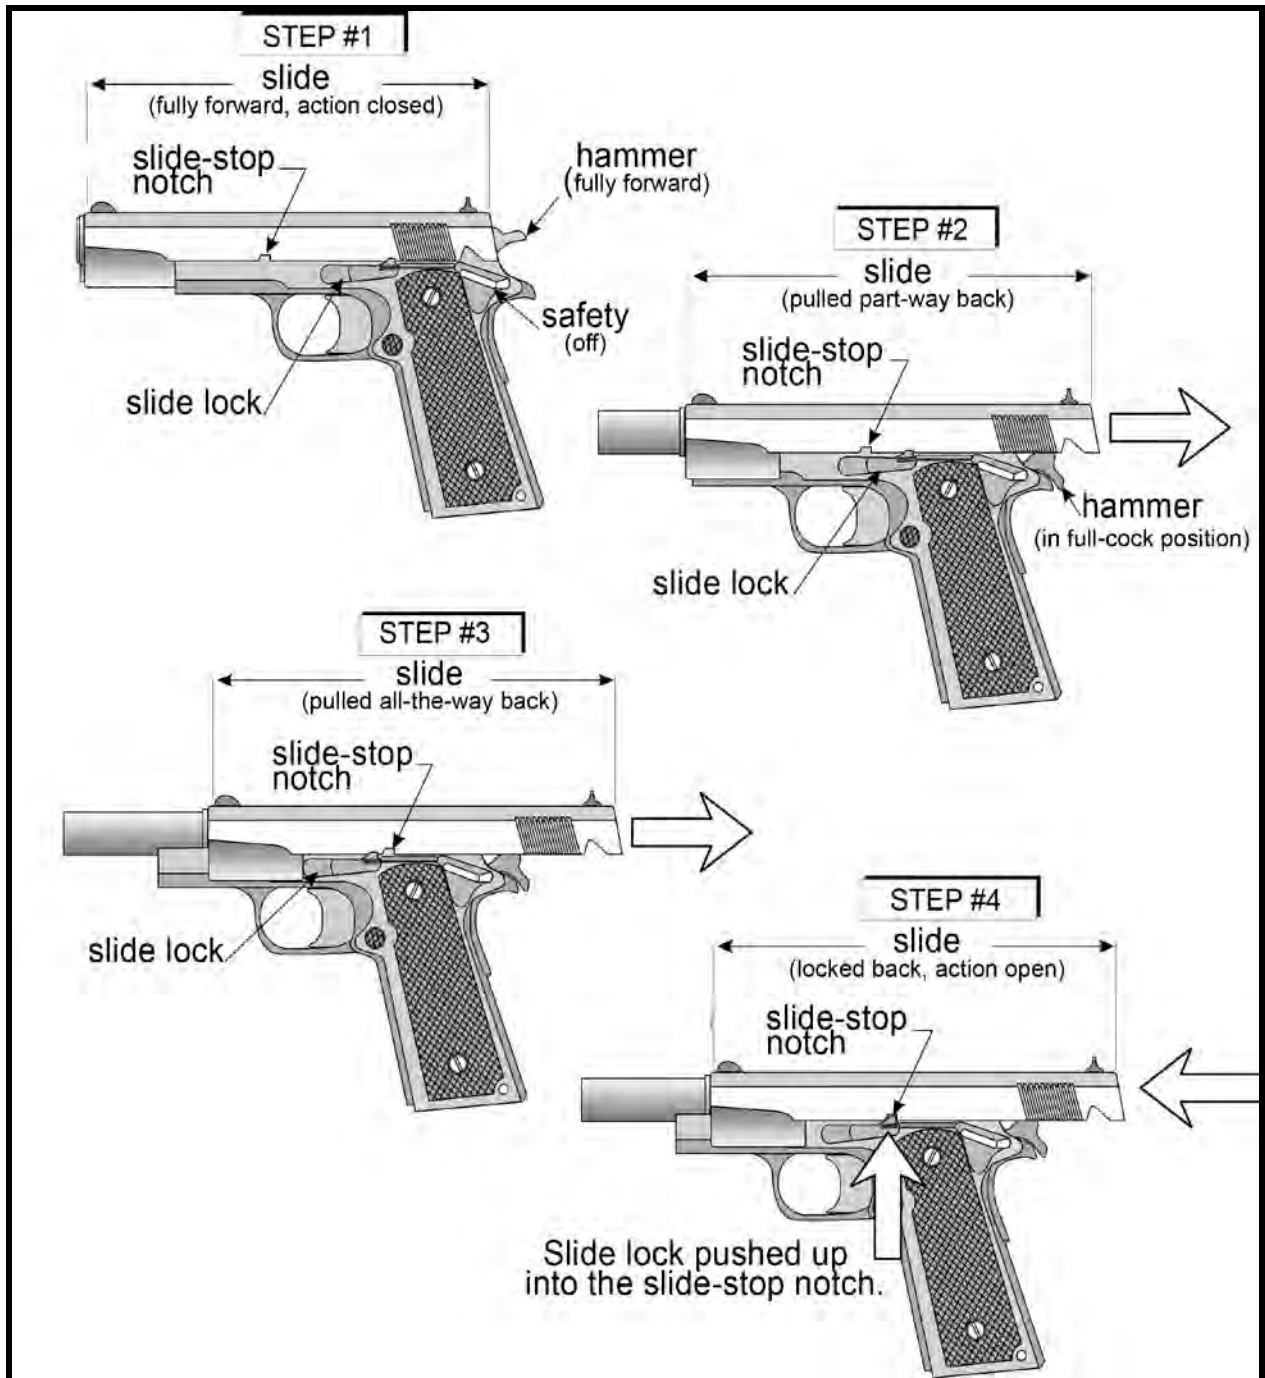 STEP #1
slide
(fully forward, action closed)
slide-stop
notch
hammer
(fully forward)
safety
(off)
slide lock
STEP #2
slide
(pulled part-way back)
slide-stop
notch
hammer
(in full-cock position)
slide lock
STEP #3
slide
(pulled all-the-way back)
slide-stop
notch
slide lock
STEP #4
slide
(locked back, action open)
slide-stop
notch
Slide lock pushed up
into the slide-stop notch.